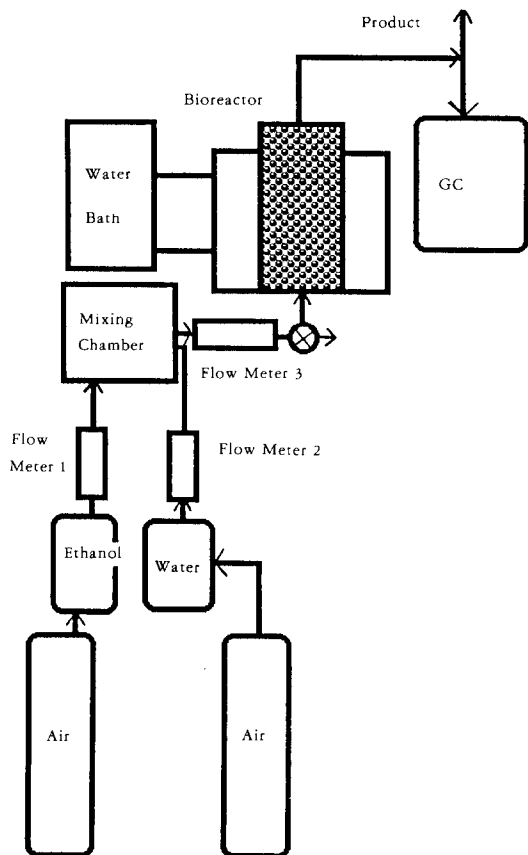 Product
Bioreactor
Water
Bath
GC
Mixing
Chamber
Flow Meter 3
Flow
Meter 1
Flow Meter 2
Ethanol
Water
Air
Air